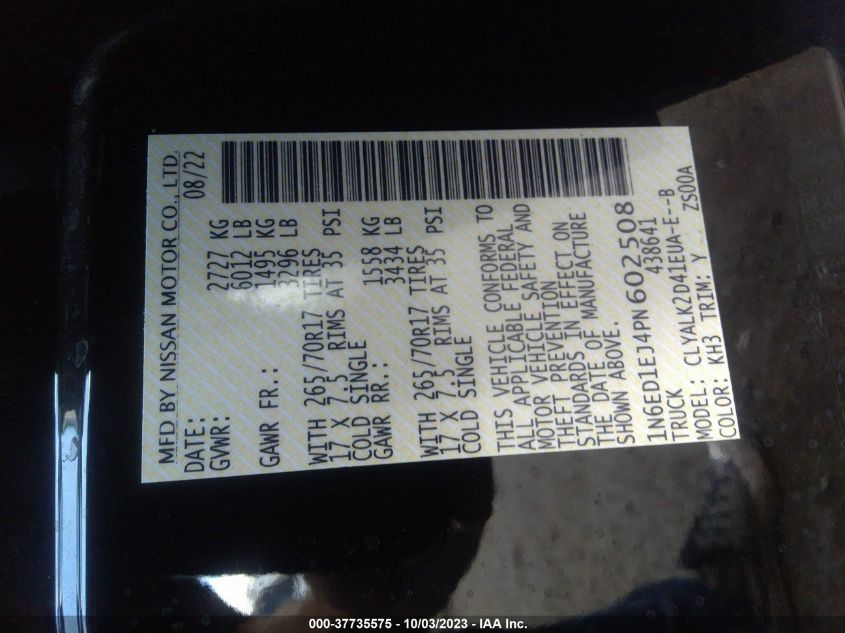 MFD BY NISSAN MOTOR CO., LTD.
DATE: 08/22
GVWR: 2727 KG
6012 LB
GAWR FR.: 1495 KG
3296 LB
WITH 265/70R17 TIRES
17 X 7.5 RIMS AT 35 PSI
COLD SINGLE
GAWR RR.: 1558 KG
3434 LB
WITH 265/70R17 TIRES
17 X 7.5 RIMS AT 35 PSI
COLD SINGLE
THIS VEHICLE CONFORMS TO
ALL APPLICABLE FEDERAL
MOTOR VEHICLE SAFETY AND
THEFT PREVENTION
STANDARDS IN EFFECT ON
THE DATE OF MANUFACTURE
SHOWN ABOVE.
1N6ED1EJ4PN602508
TRUCK 438641
MODEL: CLYALK2D41EUA-E--B
COLOR: KH3 TRIM: Y ZS00A
000-37735575 - 10/03/2023 - IAA Inc.